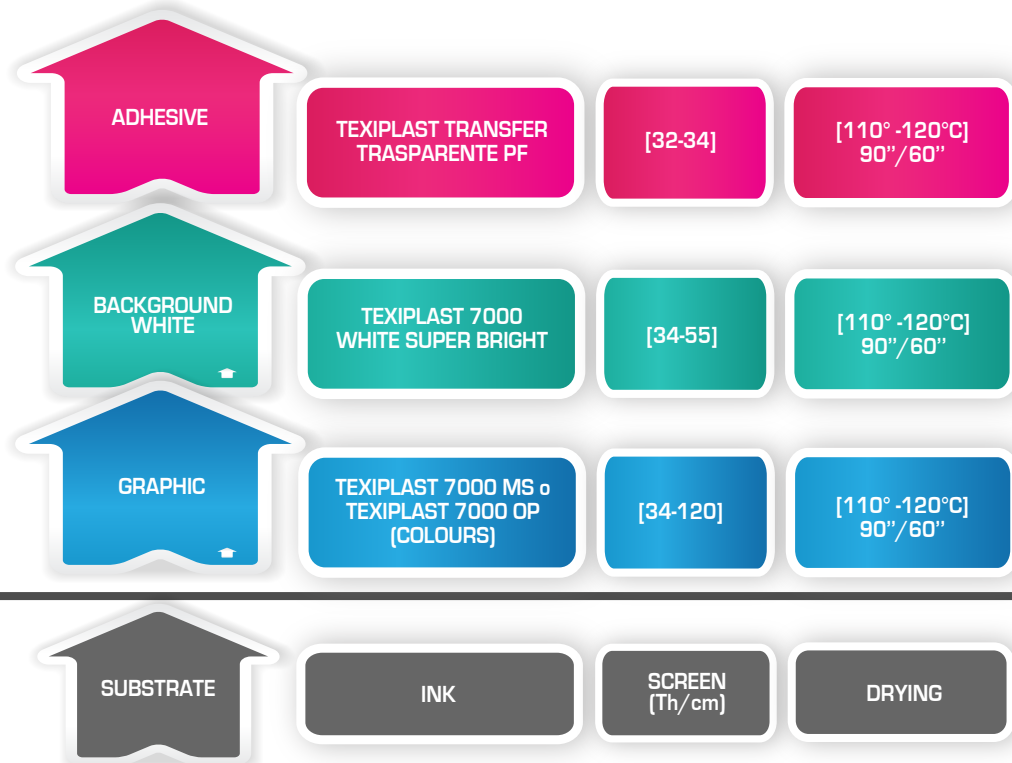 ADHESIVE
TEXIPLAST TRANSFER
TRASPARENTE PF
[32-34]
[110° -120°C]
90’’/60’’
BACKGROUND
WHITE
TEXIPLAST 7000
WHITE SUPER BRIGHT
[34-55]
[110° -120°C]
90’’/60’’
GRAPHIC
TEXIPLAST 7000 MS o
TEXIPLAST 7000 OP
(COLOURS)
[34-120]
[110° -120°C]
90’’/60’’
SUBSTRATE
INK
SCREEN
(Th/cm)
DRYING